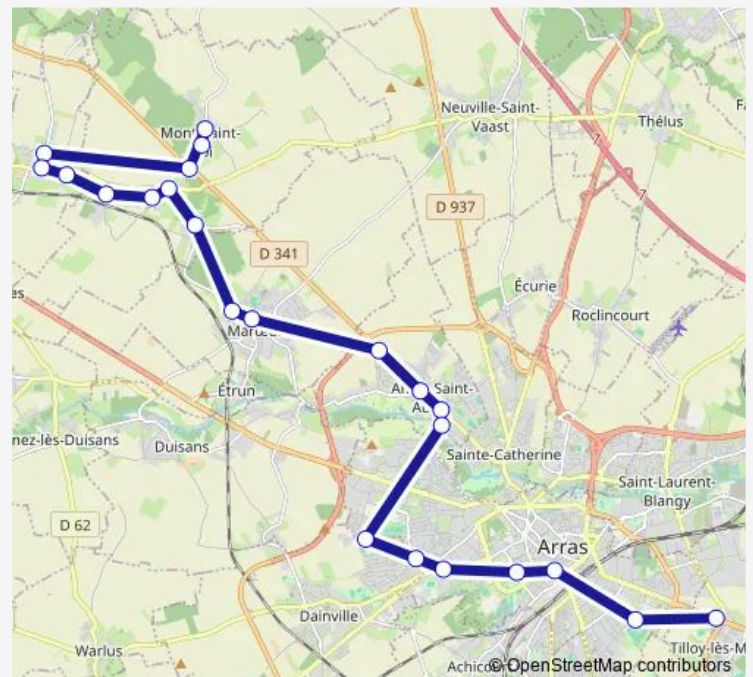 Neuville-Saint-
Vaast
Thélus
7
7
D 937
D 341
Écurie
Roclincourt
Étrun
Duisans
Sainte-Catherine
Saint-Laurent-
Blangy
D 62
Arras
Dainville
Warlus
© OpenStreetMap contributors